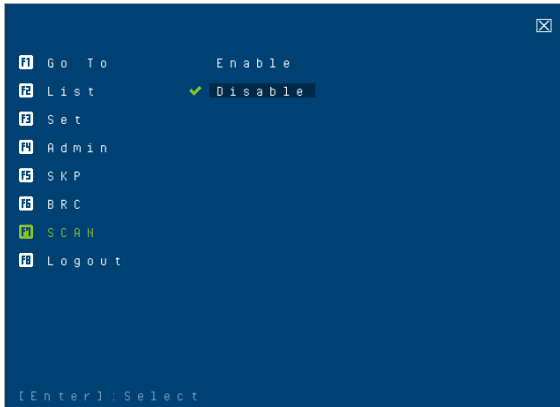 F1 Go To Enable
F2 List Disable
F3 Set
F4 Admin
F5 SKP
F6 BRC
F7 SCAN
F8 Logout
[Enter]:Select